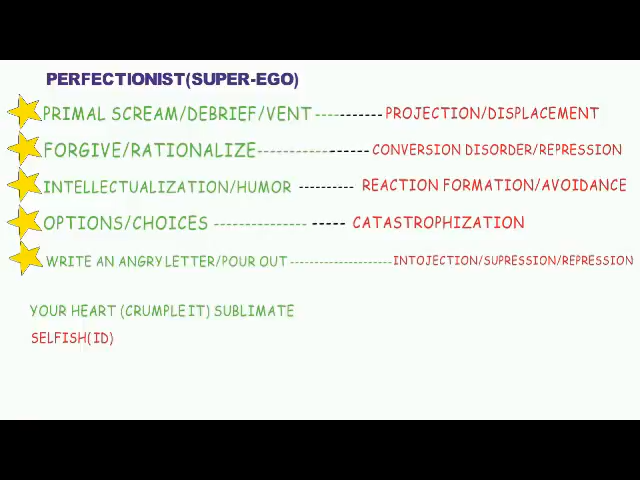 PERFECTIONIST(SUPER-EGO)
PRIMAL SCREAM/DEBRIEF/VENT ----------- PROJECTION/DISPLACEMENT
FORGIVE/RATIONALIZE----------------- CONVERSION DISORDER/REPRESSION
INTELLECTUALIZATION/HUMOR ---------- REACTION FORMATION/AVOIDANCE
OPTIONS/CHOICES ----------------- ----- CATASTROPHIZATION
WRITE AN ANGRY LETTER/POUR OUT ---------------------INTOJECTION/SUPRESSION/REPRESSION
YOUR HEART (CRUMPLE IT) SUBLIMATE
SELFISH(ID)